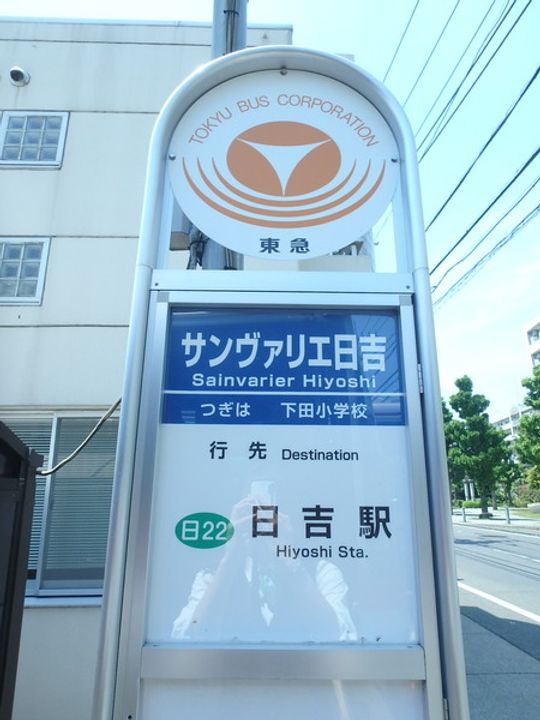 TOKYU BUS CORPORATION
東急
サンヴァリエ日吉
Sainvarier Hiyoshi
つぎは 下田小学校
行先 Destination
日22 日吉駅
Hiyoshi Sta.